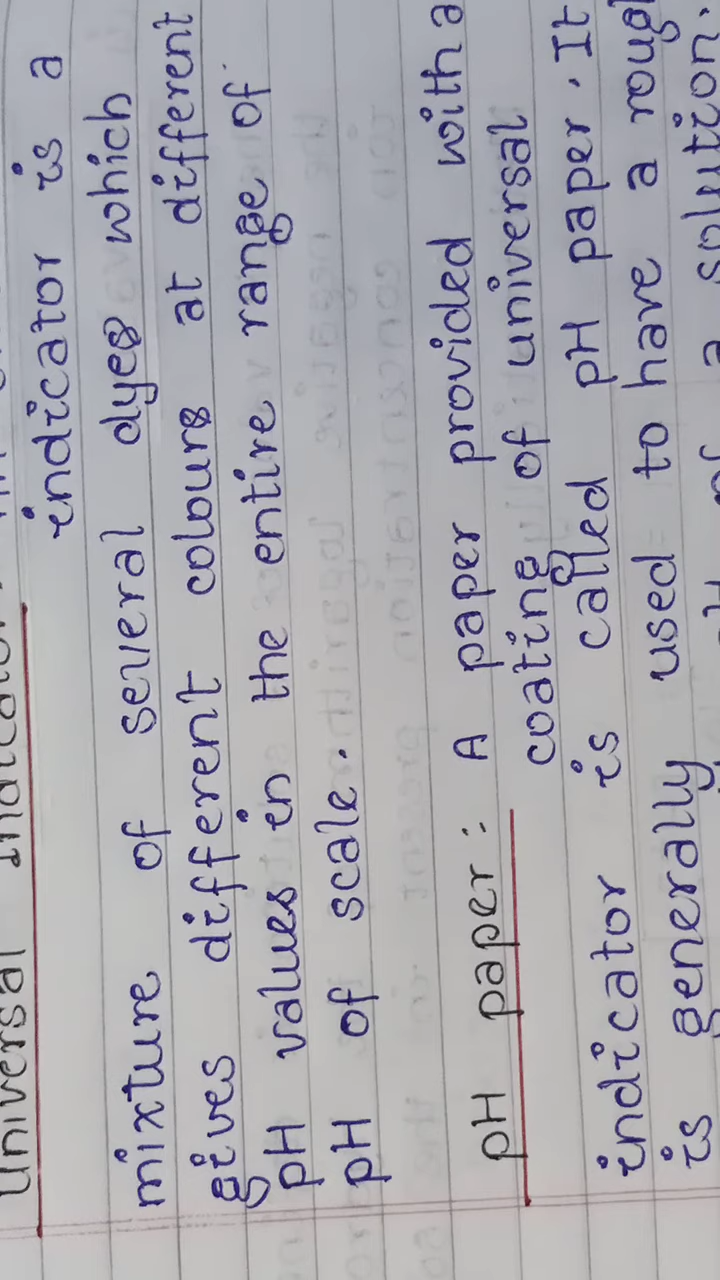 Universal Indicator:
indicator is a
mixture of several dyes which
gives different colours at different
pH values in the entire range of
pH of scale.
pH paper: A paper provided with a
coating of universal
indicator is called pH paper. It
is generally used to have a roug
a solution.